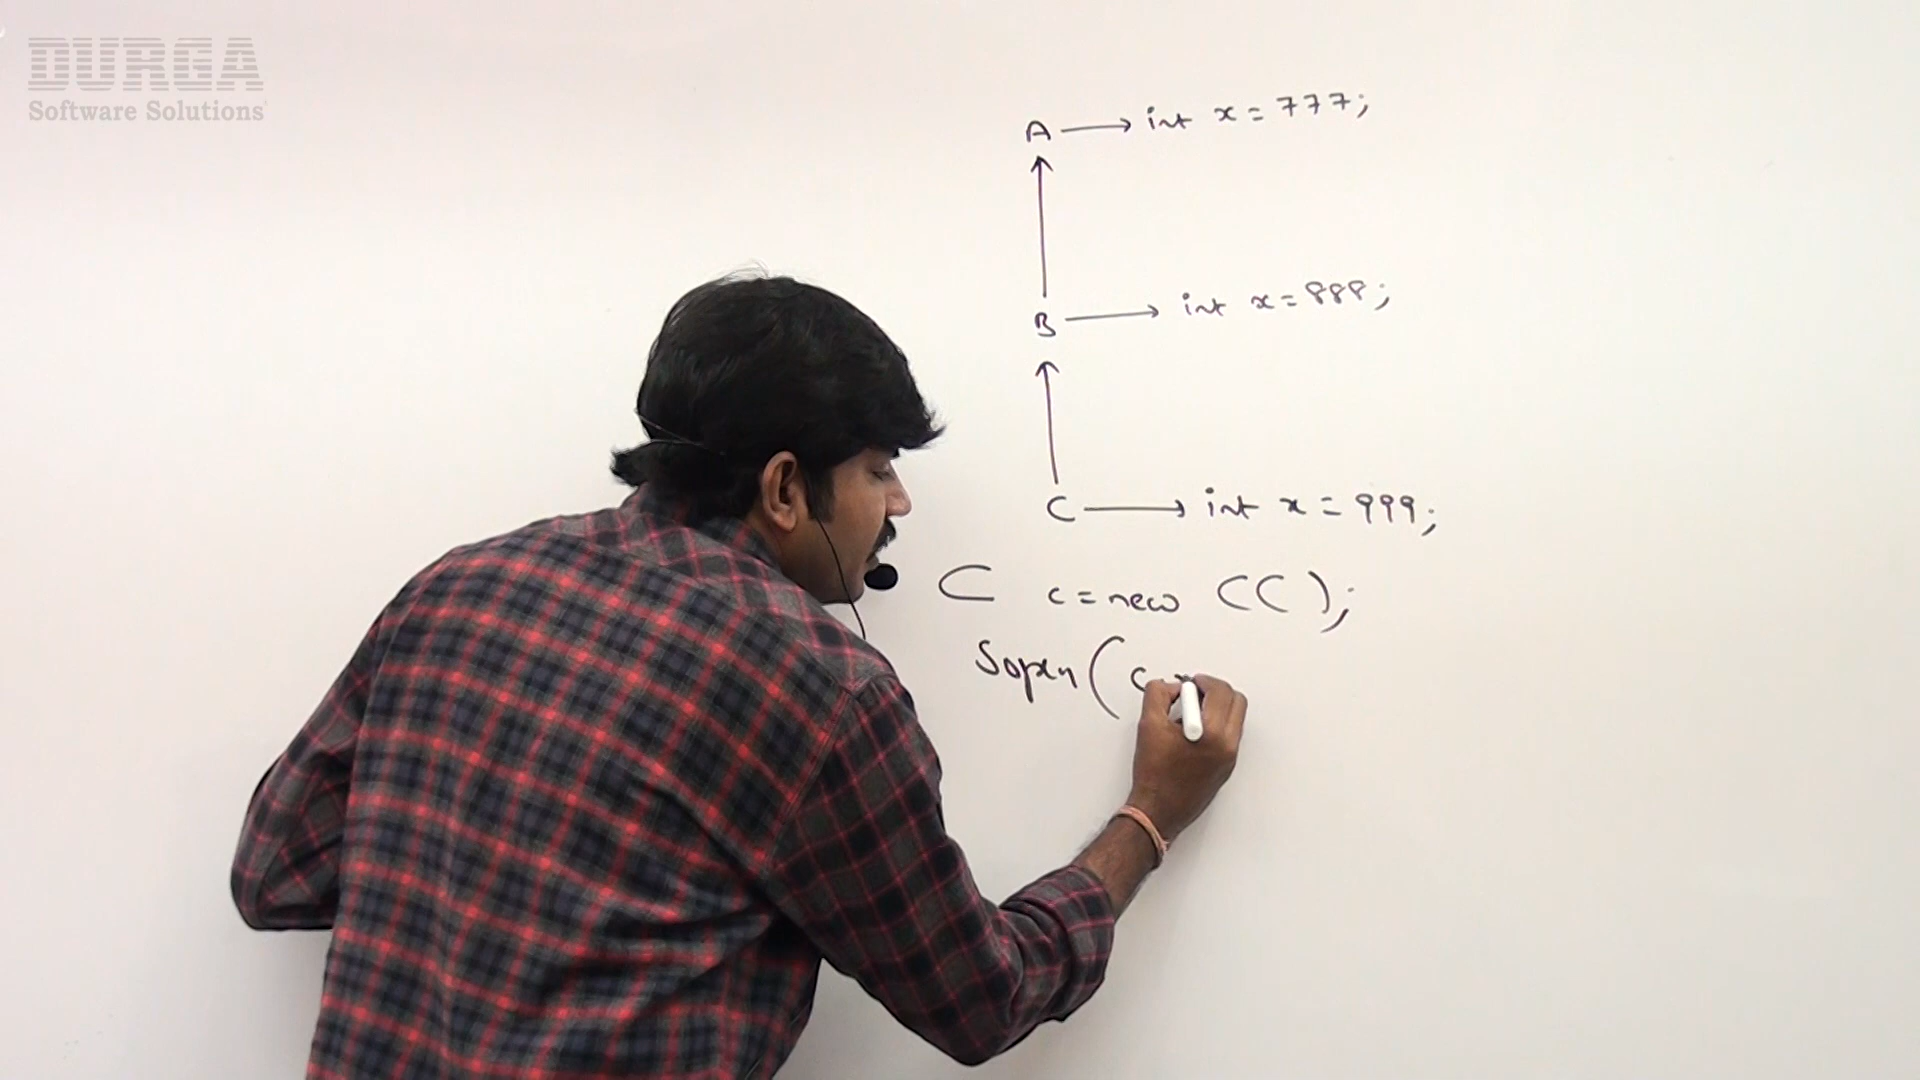 DURGA
Software Solutions
A → int x = 777;
B → int x = 888;
C → int x = 999;
C c = new C( );
Sopln(c.x